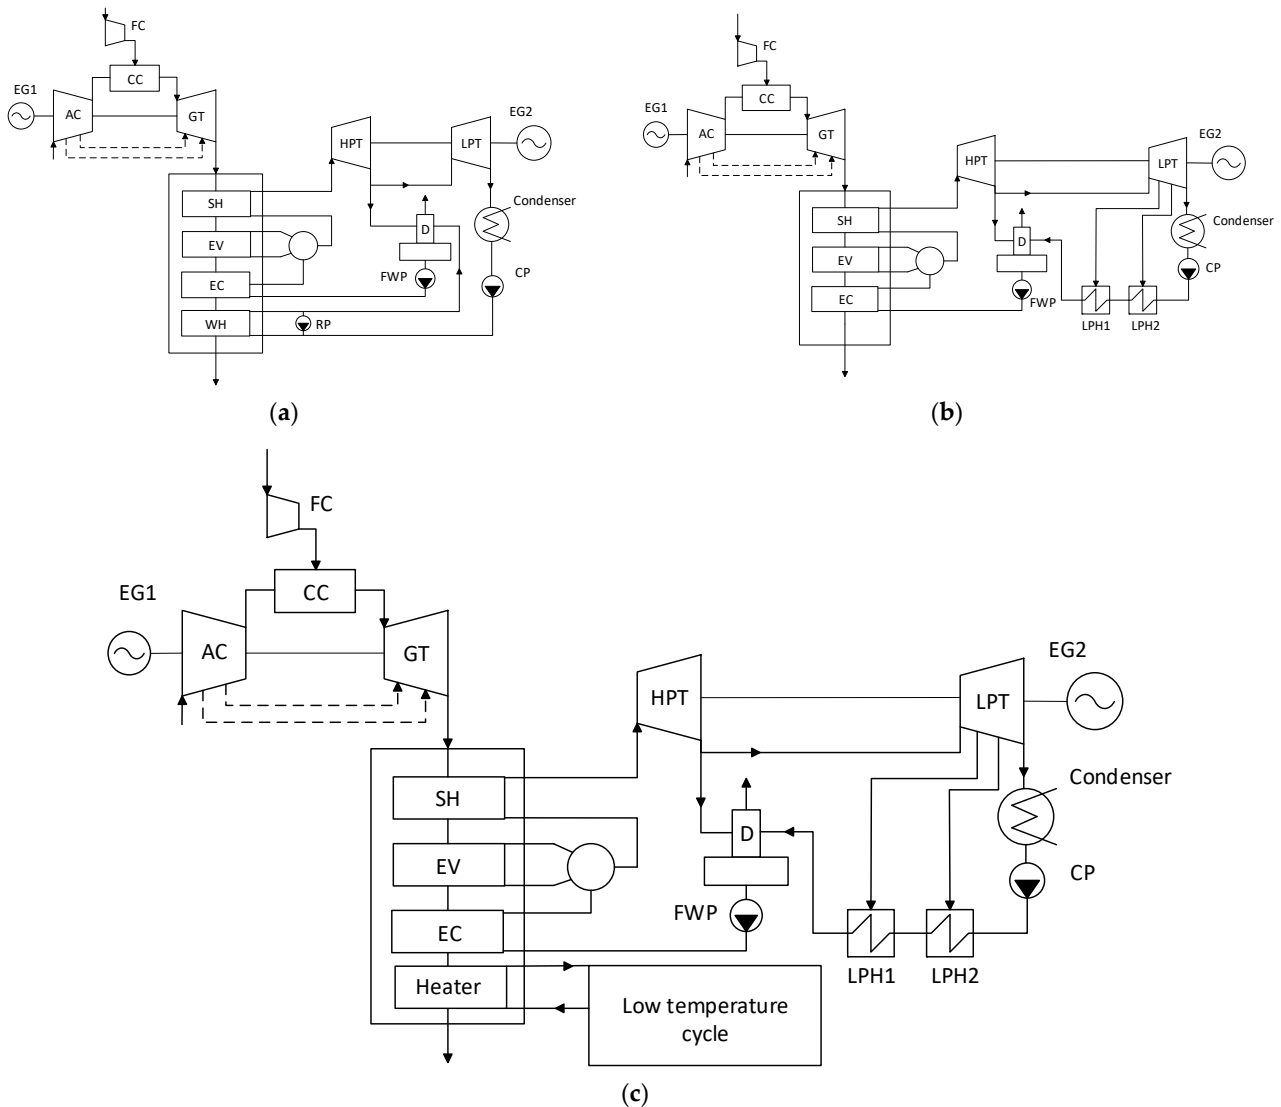 FC
CC
EG1
AC
GT
HPT
LPT
EG2
SH
EV
EC
WH
D
FWP
RP
Condenser
CP
(a)
FC
CC
EG1
AC
GT
HPT
LPT
EG2
SH
EV
EC
D
FWP
Condenser
CP
LPH1
LPH2
(b)
FC
CC
EG1
AC
GT
HPT
LPT
EG2
SH
EV
EC
Heater
D
FWP
Condenser
CP
LPH1
LPH2
Low temperature
cycle
(c)